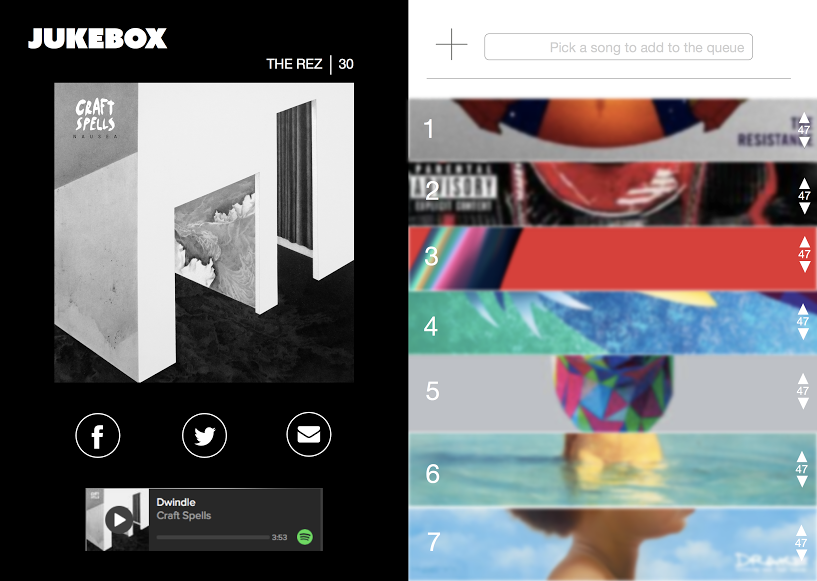 JUKEBOX
THE REZ | 30
CRAFT
SPELLS
NAUSEA
Dwindle
Craft Spells
3:53
Pick a song to add to the queue
1
47
RESISTANCE
2
PARENTAL
ADVISORY
EXPLICIT CONTENT
47
3
47
4
47
5
47
6
47
7
47